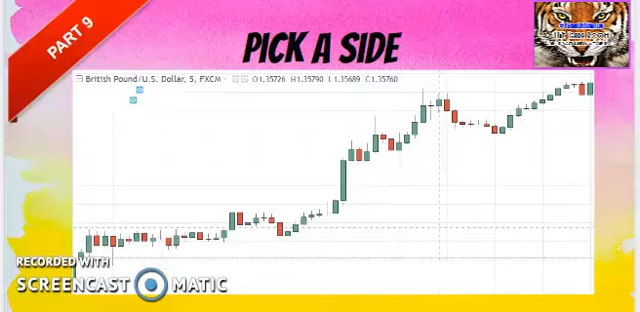 PART 9
PICK A SIDE
British Pound/U.S. Dollar, 5, FXCM
O1.35726 H1.35790 L1.35689 C1.35760
RECORDED WITH
SCREENCAST MATIC